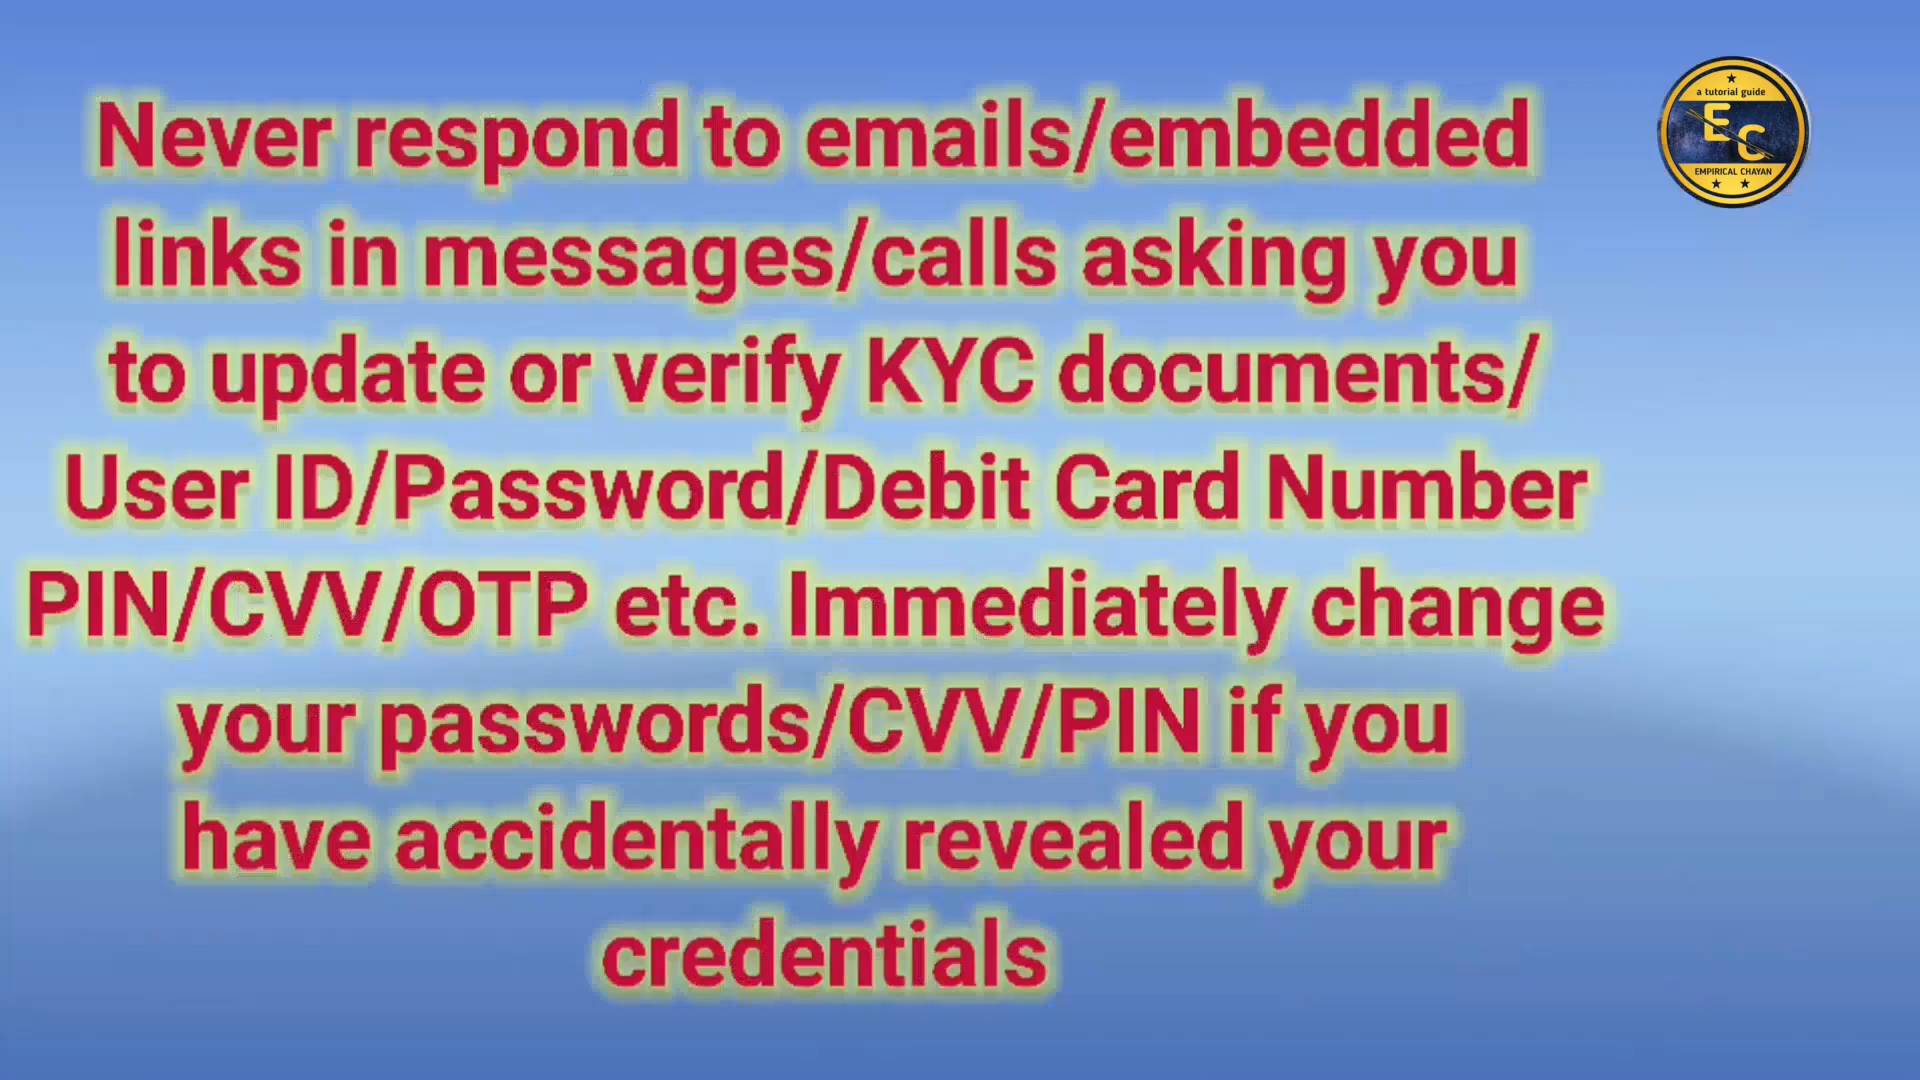 Never respond to emails/embedded
links in messages/calls asking you
to update or verify KYC documents/
User ID/Password/Debit Card Number
PIN/CVV/OTP etc. Immediately change
your passwords/CVV/PIN if you
have accidentally revealed your
credentials
a tutorial guide
EC
EMPIRICAL CHAYAN